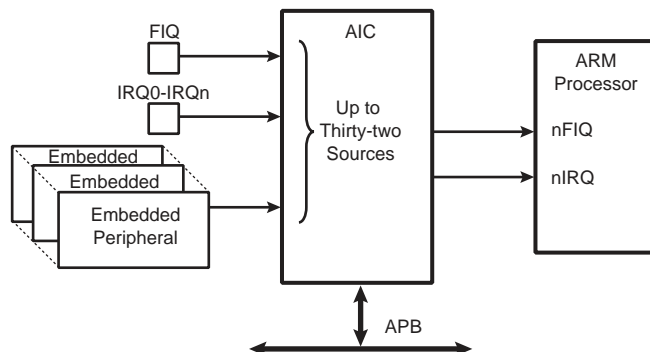 FIQ
IRQ0-IRQn
Embedded
Embedded
Embedded
Peripheral
AIC
Up to
Thirty-two
Sources
ARM
Processor
nFIQ
nIRQ
APB